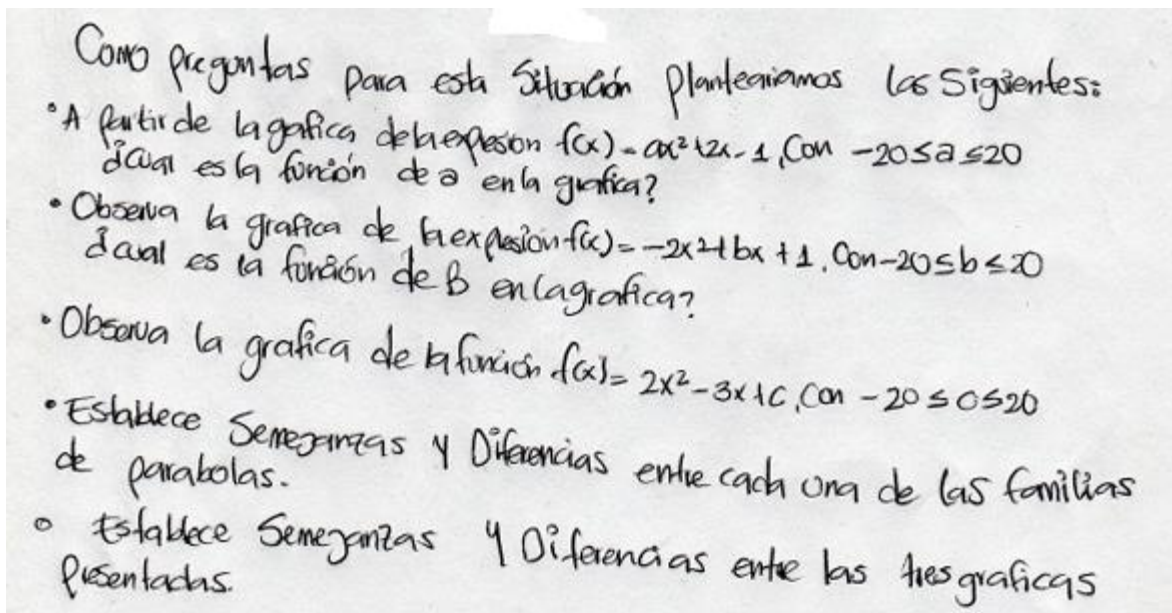 Como preguntas para esta Situación Plantearíamos las Siguientes:
• A partir de la gafica de la expesion f(x) = ax² + 2x - 1, Con -20 ≤ a ≤ 20
¿cual es la función de a en la grafica?
• Observa la grafica de la expresion f(x) = -2x² + bx + 1. Con -20 ≤ b ≤ 20
¿cual es la función de B en la grafica?
• Observa la grafica de la función f(x) = 2x² - 3x + C, Con - 20 ≤ c ≤ 20
• Establece Semejanzas y Diferencias entre cada una de las familias
de parabolas.
• Establece Semejanzas y Diferencias entre las tres graficas
Presentadas.